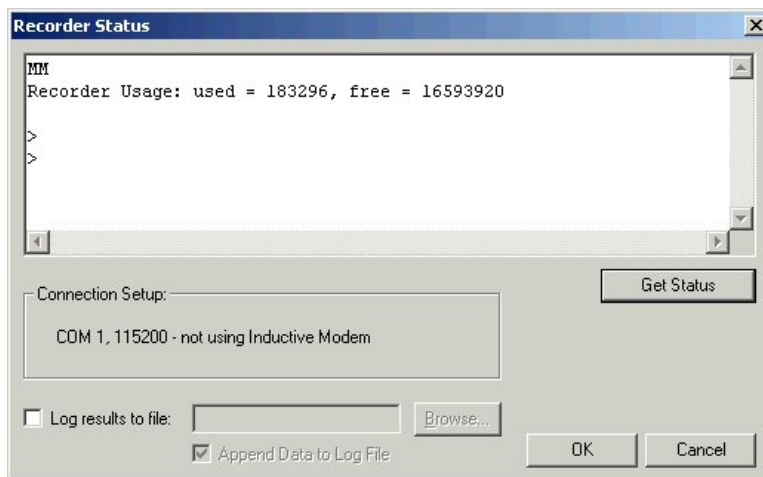 Recorder Status
MM
Recorder Usage: used = 183296, free = 16593920
>
>
Get Status
Connection Setup:
COM 1, 115200 - not using Inductive Modem
Log results to file:
Browse...
Append Data to Log File
OK
Cancel